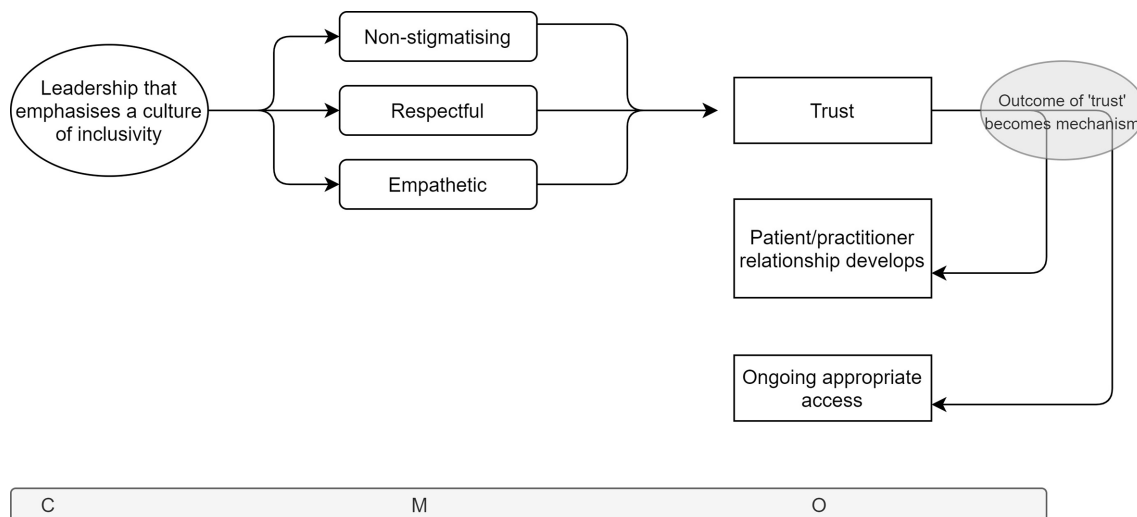 Leadership that
emphasises a culture
of inclusivity
Non-stigmatising
Respectful
Empathetic
Trust
Outcome of 'trust'
becomes mechanism
Patient/practitioner
relationship develops
Ongoing appropriate
access
C M O